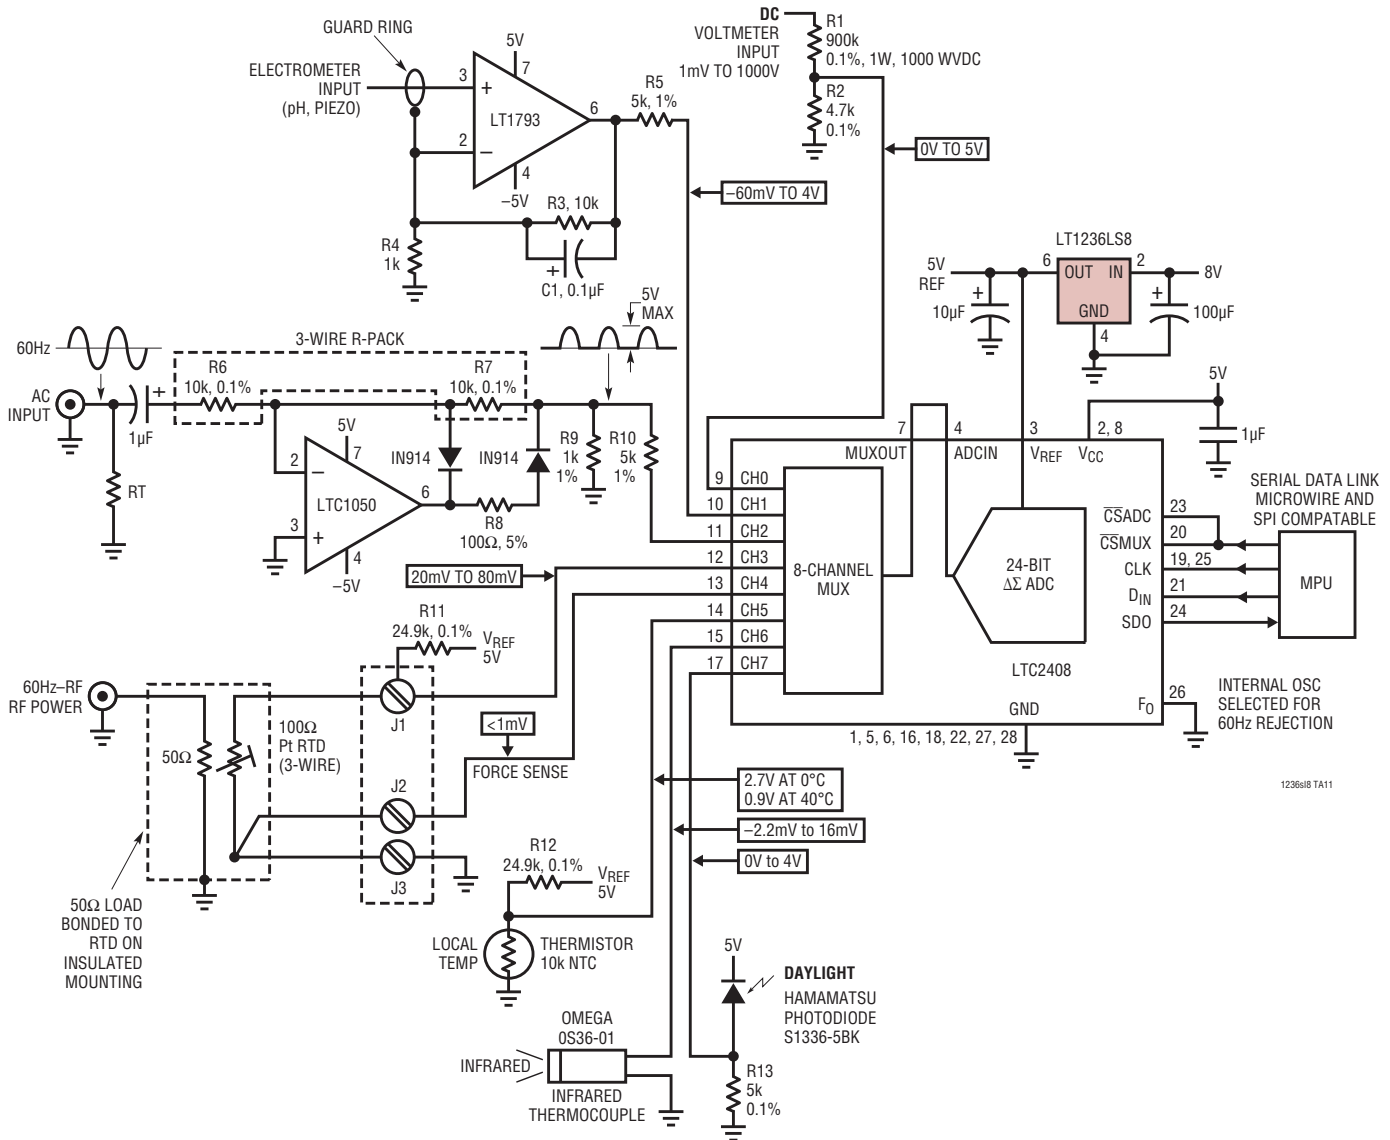 GUARD RING
ELECTROMETER
INPUT
(pH, PIEZO)
3
+
2
−
5V
7
LT1793
6
4
−5V
R5
5k, 1%
R3, 10k
R4
1k
+
C1, 0.1µF
DC
VOLTMETER
INPUT
1mV TO 1000V
R1
900k
0.1%, 1W, 1000 WVDC
R2
4.7k
0.1%
0V TO 5V
−60mV TO 4V
LT1236LS8
5V
REF
6
OUT
IN
2
8V
GND
4
+
10µF
+
100µF
60Hz
AC
INPUT
RT
+
1µF
3-WIRE R-PACK
R6
10k, 0.1%
R7
10k, 0.1%
5V
MAX
5V
7
2
−
3
+
LTC1050
6
4
−5V
IN914
IN914
R8
100Ω, 5%
R9
1k
1%
R10
5k
1%
20mV TO 80mV
7
MUXOUT
4
ADCIN
3
VREF
2, 8
VCC
5V
1µF
9
CH0
10
CH1
11
CH2
12
CH3
13
CH4
14
CH5
15
CH6
17
CH7
8-CHANNEL
MUX
24-BIT
ΔΣ ADC
LTC2408
CSADC
23
CSMUX
20
CLK
19, 25
DIN
21
SDO
24
SERIAL DATA LINK
MICROWIRE AND
SPI COMPATABLE
MPU
FO
26
INTERNAL OSC
SELECTED FOR
60Hz REJECTION
GND
1, 5, 6, 16, 18, 22, 27, 28
R11
24.9k, 0.1%
VREF
5V
60Hz–RF
RF POWER
50Ω
100Ω
Pt RTD
(3-WIRE)
J1
J2
J3
<1mV
FORCE SENSE
50Ω LOAD
BONDED TO
RTD ON
INSULATED
MOUNTING
2.7V AT 0°C
0.9V AT 40°C
−2.2mV to 16mV
0V to 4V
R12
24.9k, 0.1%
VREF
5V
LOCAL
TEMP
THERMISTOR
10k NTC
OMEGA
0S36-01
INFRARED
INFRARED
THERMOCOUPLE
5V
DAYLIGHT
HAMAMATSU
PHOTODIODE
S1336-5BK
R13
5k
0.1%
1236sl8 TA11